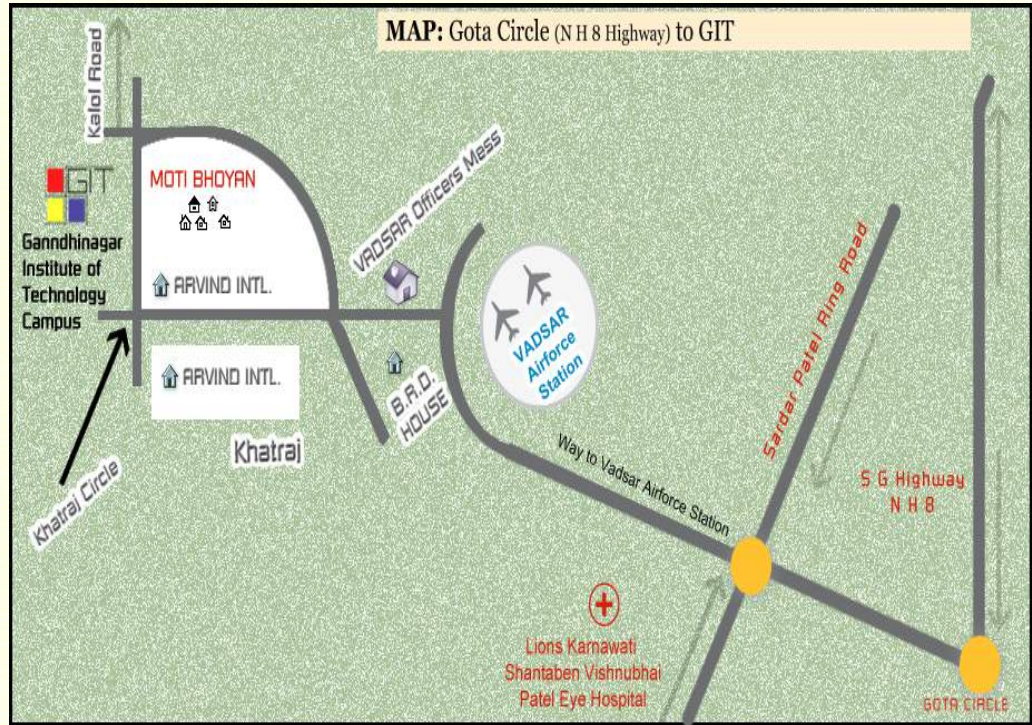 MAP: Gota Circle (N H 8 Highway) to GIT
Kalol Road
GIT
Ganndhinagar
Institute of
Technology
Campus
MOTI BHOYAN
ARVIND INTL.
ARVIND INTL.
Khatraj
Khatraj Circle
VADSAR Officers Mess
B.R.D.
HOUSE
VADSAR
Airforce
Station
Way to Vadsar Airforce Station
Sardar Patel Ring Road
S G Highway
N H 8
Lions Karnawati
Shantaben Vishnubhai
Patel Eye Hospital
GOTA CIRCLE